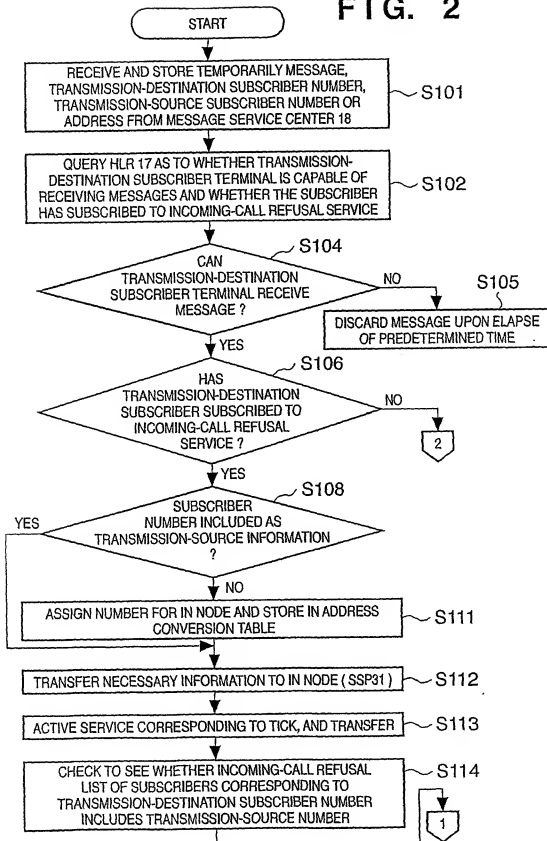 FIG. 2
START
RECEIVE AND STORE TEMPORARILY MESSAGE,
TRANSMISSION-DESTINATION SUBSCRIBER NUMBER,
TRANSMISSION-SOURCE SUBSCRIBER NUMBER OR
ADDRESS FROM MESSAGE SERVICE CENTER 18
S101
QUERY HLR 17 AS TO WHETHER TRANSMISSION-
DESTINATION SUBSCRIBER TERMINAL IS CAPABLE OF
RECEIVING MESSAGES AND WHETHER THE SUBSCRIBER
HAS SUBSCRIBED TO INCOMING-CALL REFUSAL SERVICE
S102
S104
CAN
TRANSMISSION-DESTINATION
SUBSCRIBER TERMINAL RECEIVE
MESSAGE ?
NO
S105
DISCARD MESSAGE UPON ELAPSE
OF PREDETERMINED TIME
YES
S106
HAS
TRANSMISSION-DESTINATION
SUBSCRIBER SUBSCRIBED TO
INCOMING-CALL REFUSAL
SERVICE ?
NO
2
YES
S108
SUBSCRIBER
NUMBER INCLUDED AS
TRANSMISSION-SOURCE INFORMATION
?
YES
NO
ASSIGN NUMBER FOR IN NODE AND STORE IN ADDRESS
CONVERSION TABLE
S111
TRANSFER NECESSARY INFORMATION TO IN NODE ( SSP31 )
S112
ACTIVE SERVICE CORRESPONDING TO TICK, AND TRANSFER
S113
CHECK TO SEE WHETHER INCOMING-CALL REFUSAL
LIST OF SUBSCRIBERS CORRESPONDING TO
TRANSMISSION-DESTINATION SUBSCRIBER NUMBER
INCLUDES TRANSMISSION-SOURCE NUMBER
S114
1